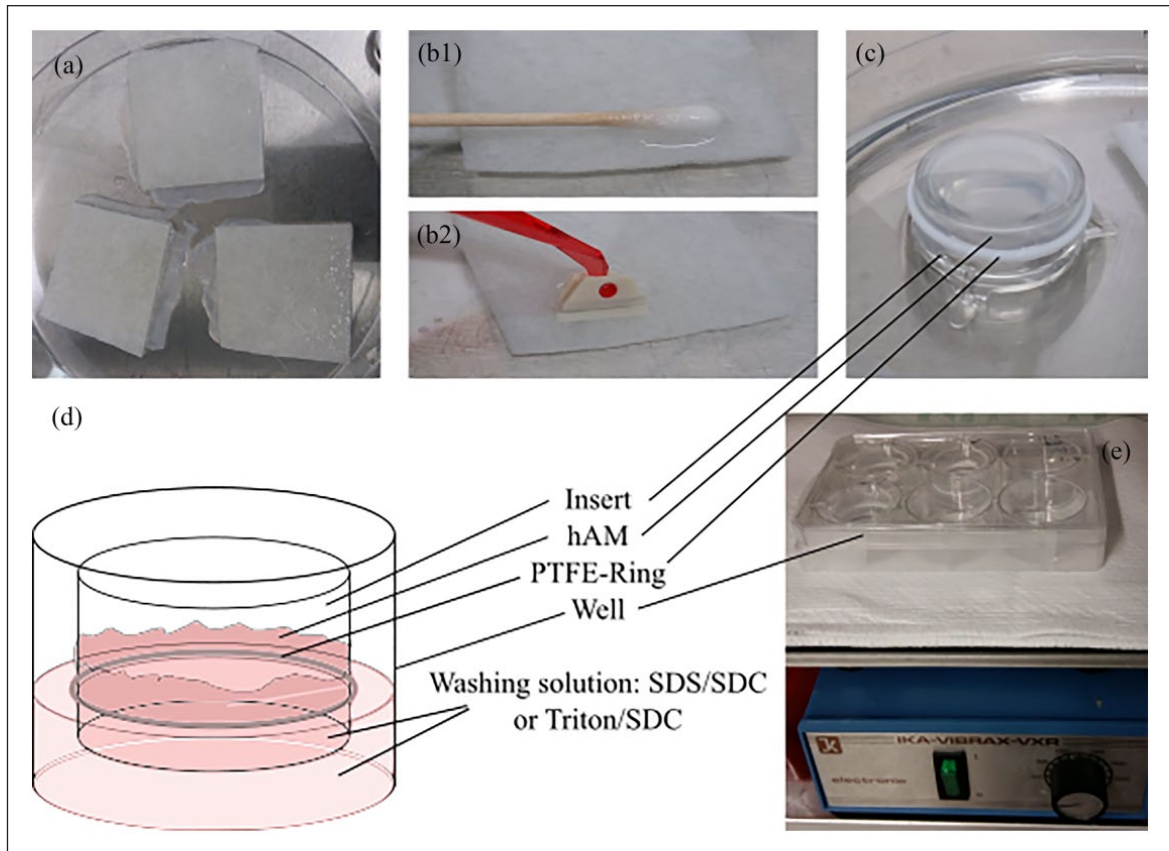 (a)
(b1)
(b2)
(c)
(d)
(e)
Insert
hAM
PTFE-Ring
Well
Washing solution: SDS/SDC
or Triton/SDC
IKA-VIBRAX-VXR
electronic